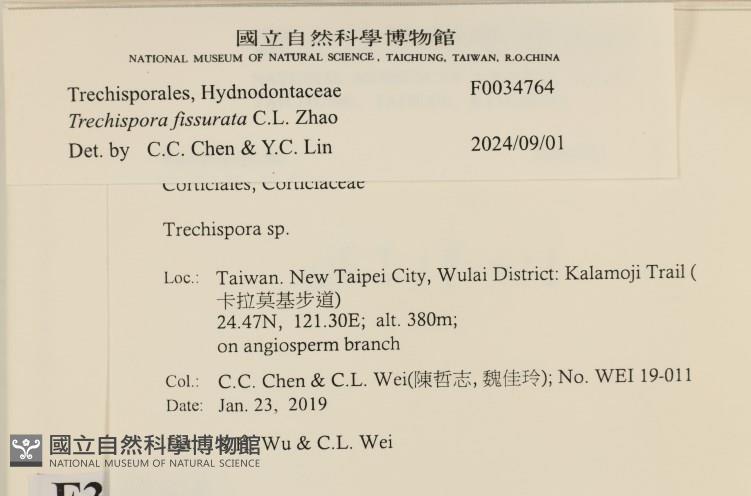 國立自然科學博物館
NATIONAL MUSEUM OF NATURAL SCIENCE, TAICHUNG, TAIWAN, R.O.CHINA
Trechisporales, Hydnodontaceae F0034764
Trechispora fissurata C.L. Zhao
Det. by C.C. Chen & Y.C. Lin 2024/09/01
Corticiales, Corticiaceae
Trechispora sp.
Loc.: Taiwan. New Taipei City, Wulai District: Kalamoji Trail (
卡拉莫基步道)
24.47N, 121.30E; alt. 380m;
on angiosperm branch
Col.: C.C. Chen & C.L. Wei(陳哲志, 魏佳玲); No. WEI 19-011
Date: Jan. 23, 2019
Wu & C.L. Wei
國立自然科學博物館
NATIONAL MUSEUM OF NATURAL SCIENCE